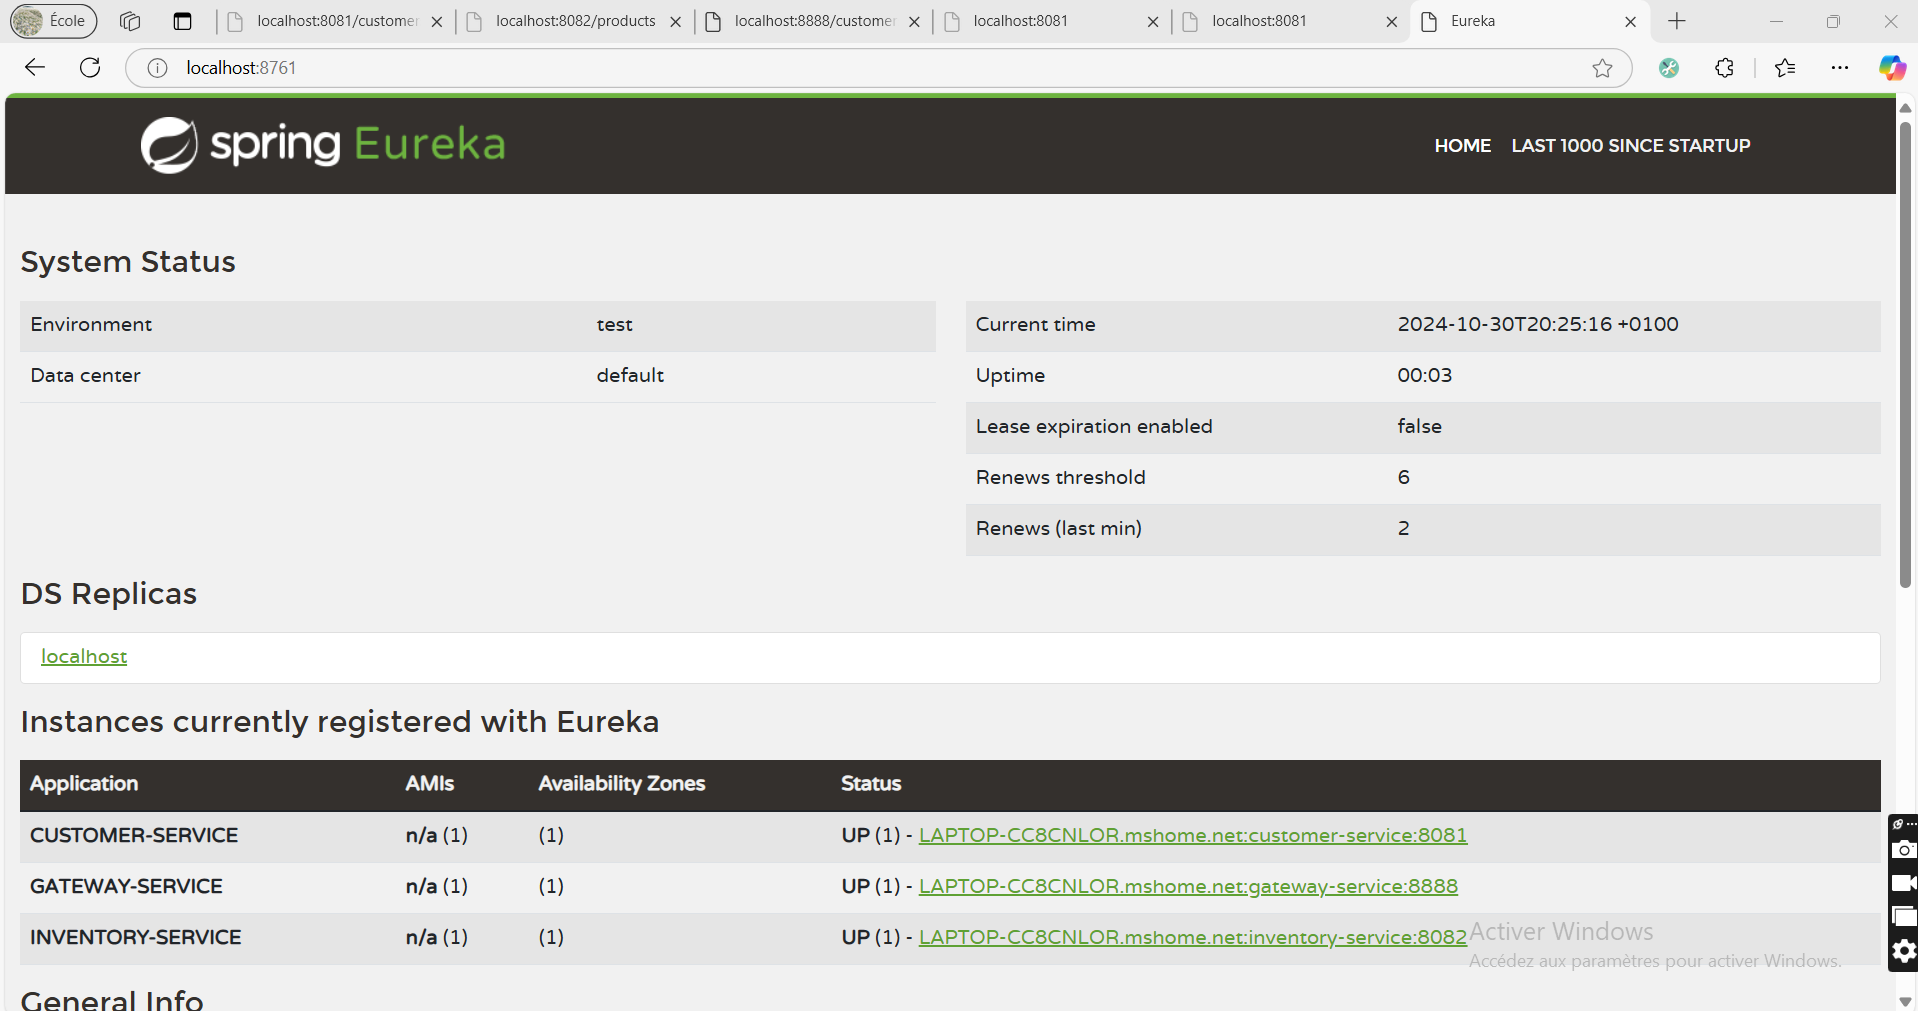 École
localhost:8081/customer
localhost:8082/products
localhost:8888/customer
localhost:8081
localhost:8081
Eureka
localhost:8761
spring Eureka
HOME LAST 1000 SINCE STARTUP
System Status
Environment test
Data center default
Current time 2024-10-30T20:25:16 +0100
Uptime 00:03
Lease expiration enabled false
Renews threshold 6
Renews (last min) 2
DS Replicas
localhost
Instances currently registered with Eureka
Application AMIs Availability Zones Status
CUSTOMER-SERVICE n/a (1) (1) UP (1) - LAPTOP-CC8CNLOR.mshome.net:customer-service:8081
GATEWAY-SERVICE n/a (1) (1) UP (1) - LAPTOP-CC8CNLOR.mshome.net:gateway-service:8888
INVENTORY-SERVICE n/a (1) (1) UP (1) - LAPTOP-CC8CNLOR.mshome.net:inventory-service:8082
Activer Windows
Accédez aux paramètres pour activer Windows.
General Info